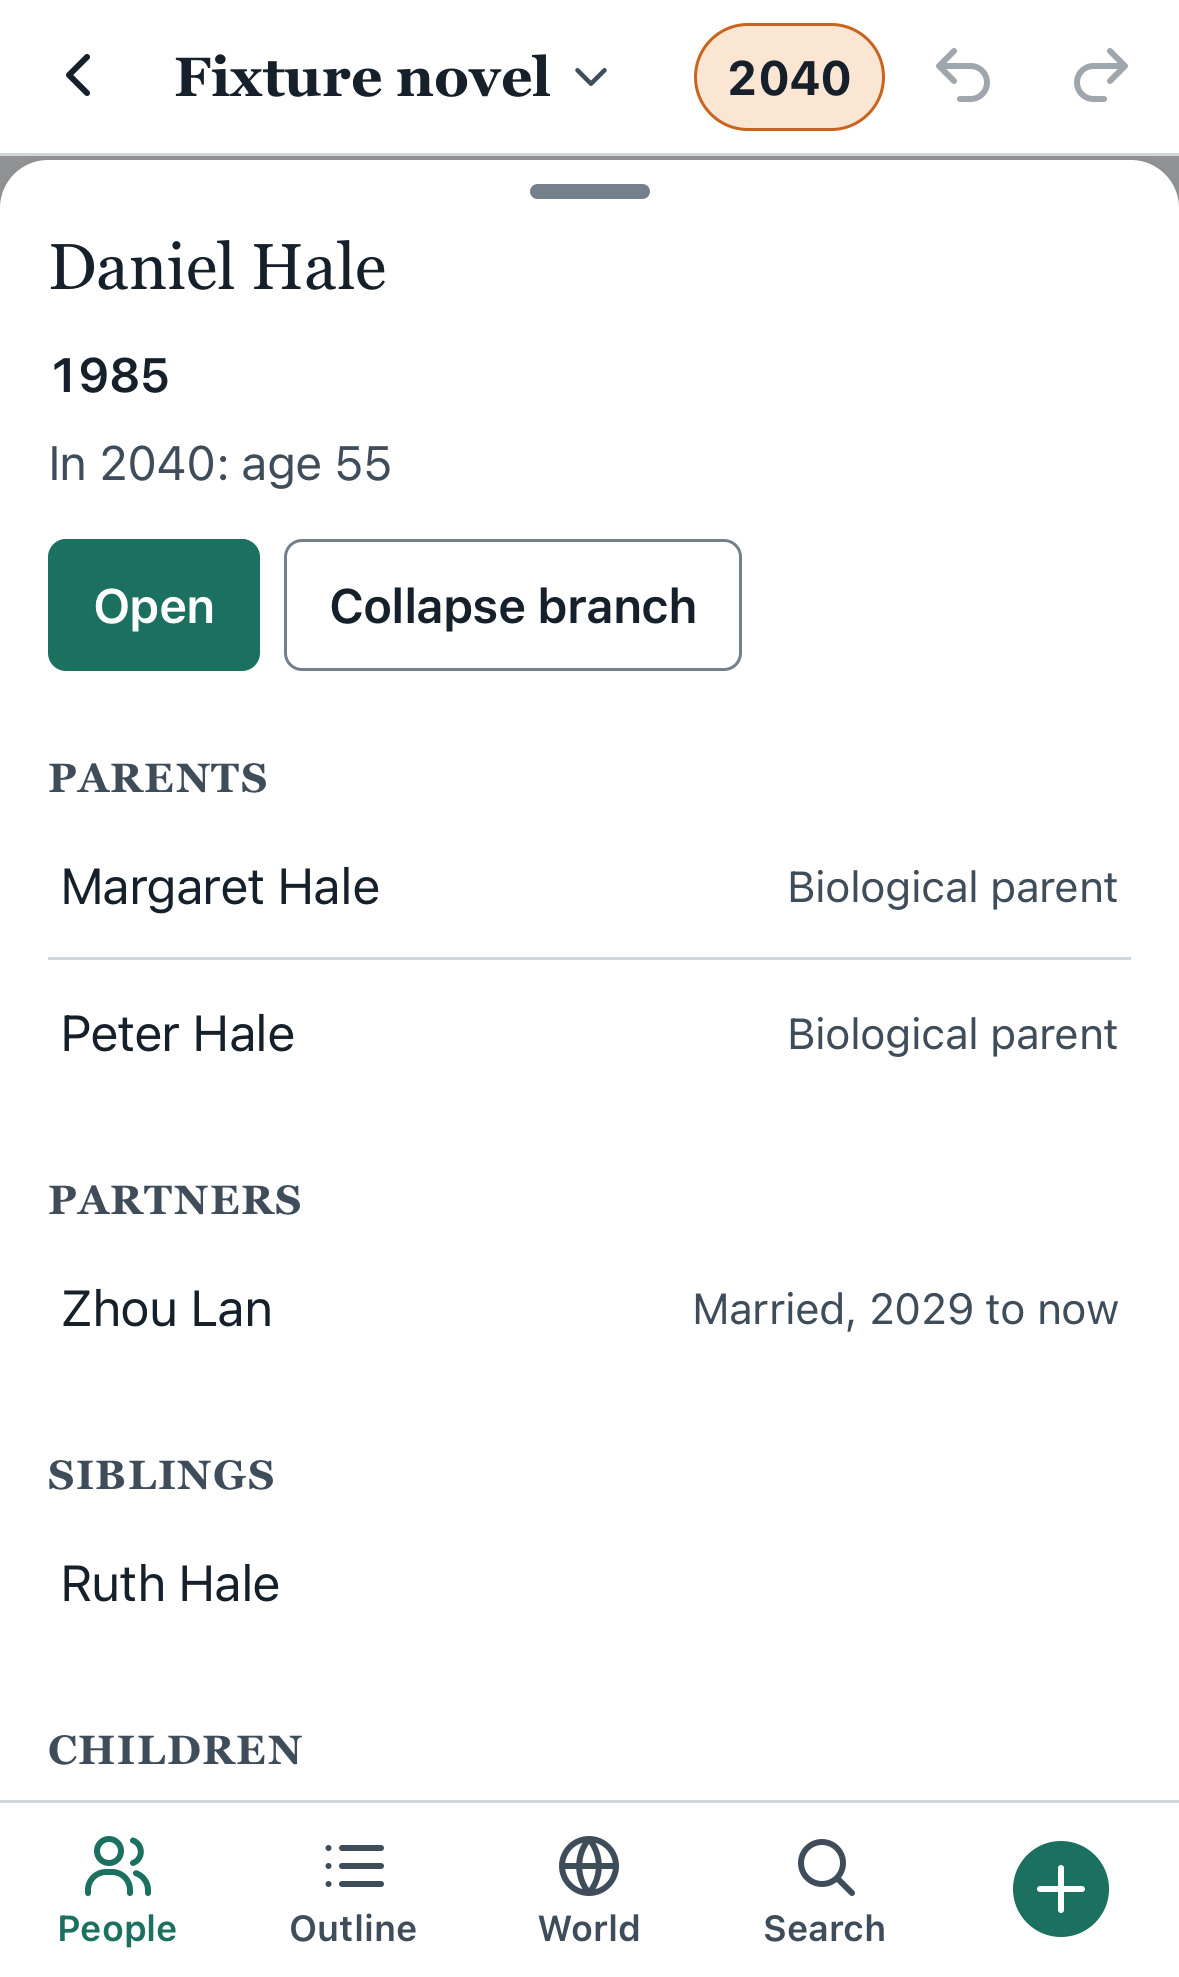 Fixture novel
2040
Daniel Hale
1985
In 2040: age 55
Open
Collapse branch
PARENTS
Margaret Hale
Biological parent
Peter Hale
Biological parent
PARTNERS
Zhou Lan
Married, 2029 to now
SIBLINGS
Ruth Hale
CHILDREN
People
Outline
World
Search